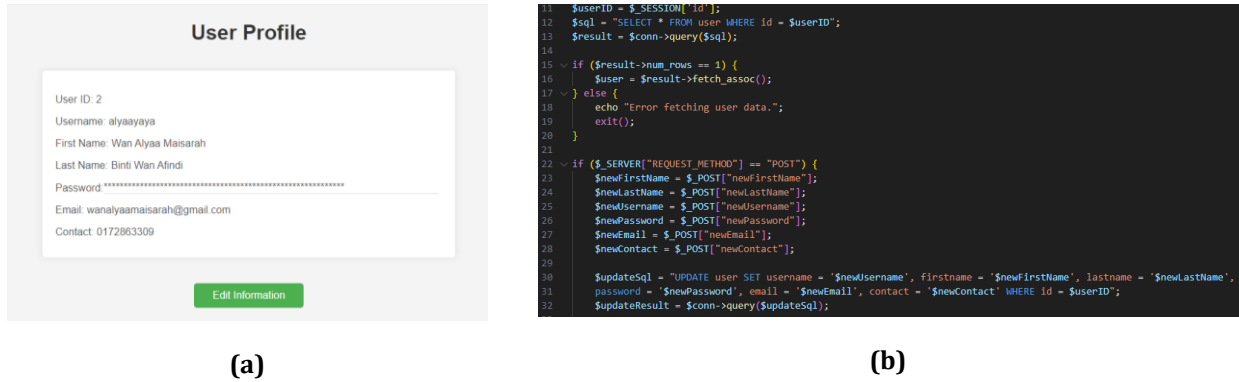 User Profile
User ID: 2
Username: alyaayaya
First Name: Wan Alyaa Maisarah
Last Name: Binti Wan Afindi
Password:************************************************************
Email: wanalyaamaisarah@gmail.com
Contact: 0172863309
Edit Information
(a)
11 $userID = $_SESSION['id'];
12 $sql = "SELECT * FROM user WHERE id = $userID";
13 $result = $conn->query($sql);
14
15 if ($result->num_rows == 1) {
16 $user = $result->fetch_assoc();
17 } else {
18 echo "Error fetching user data.";
19 exit();
20 }
21
22 if ($_SERVER["REQUEST_METHOD"] == "POST") {
23 $newFirstName = $_POST["newFirstName"];
24 $newLastName = $_POST["newLastName"];
25 $newUsername = $_POST["newUsername"];
26 $newPassword = $_POST["newPassword"];
27 $newEmail = $_POST["newEmail"];
28 $newContact = $_POST["newContact"];
29
30 $updateSql = "UPDATE user SET username = '$newUsername', firstname = '$newFirstName', lastname = '$newLastName',
31 password = '$newPassword', email = '$newEmail', contact = '$newContact' WHERE id = $userID";
32 $updateResult = $conn->query($updateSql);
(b)